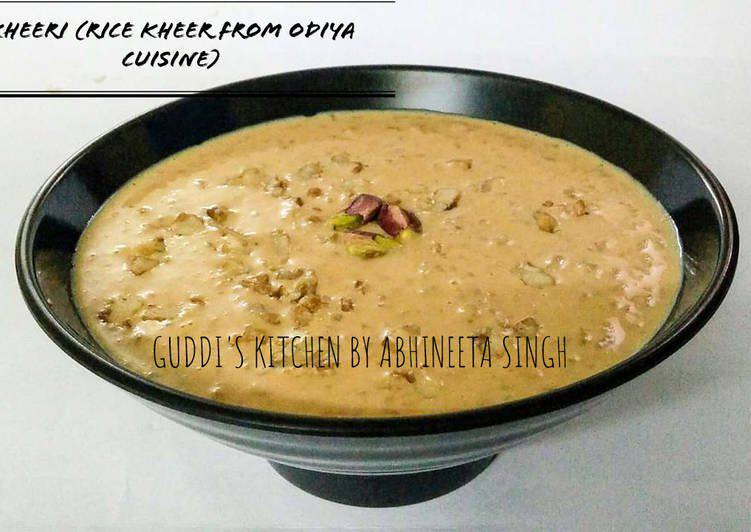 KHEERI (RICE KHEER FROM ODIYA
CUISINE)
GUDDI'S KITCHEN BY ABHINEETA SINGH